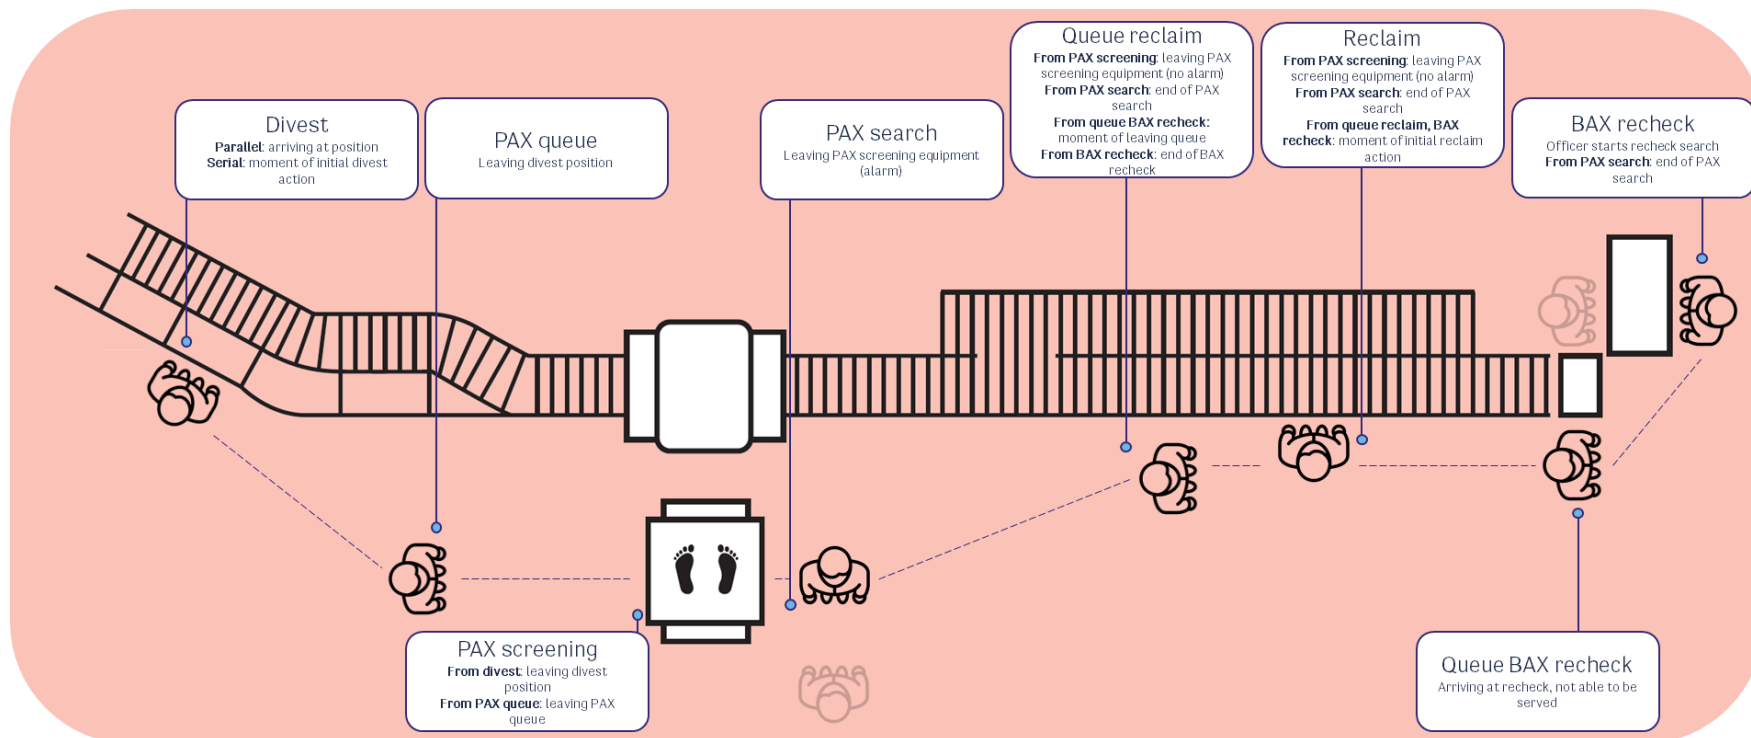 Divest
Parallel: arriving at position
Serial: moment of initial divest
action
PAX queue
Leaving divest position
PAX search
Leaving PAX screening equipment
(alarm)
Queue reclaim
From PAX screening: leaving PAX
screening equipment (no alarm)
From PAX search: end of PAX
search
From queue BAX recheck:
moment of leaving queue
From BAX recheck: end of BAX
recheck
Reclaim
From PAX screening: leaving PAX
screening equipment (no alarm)
From PAX search: end of PAX
search
From queue reclaim, BAX
recheck: moment of initial reclaim
action
BAX recheck
Officer starts recheck search
From PAX search: end of PAX
search
PAX screening
From divest: leaving divest
position
From PAX queue: leaving PAX
queue
Queue BAX recheck
Arriving at recheck, not able to be
served